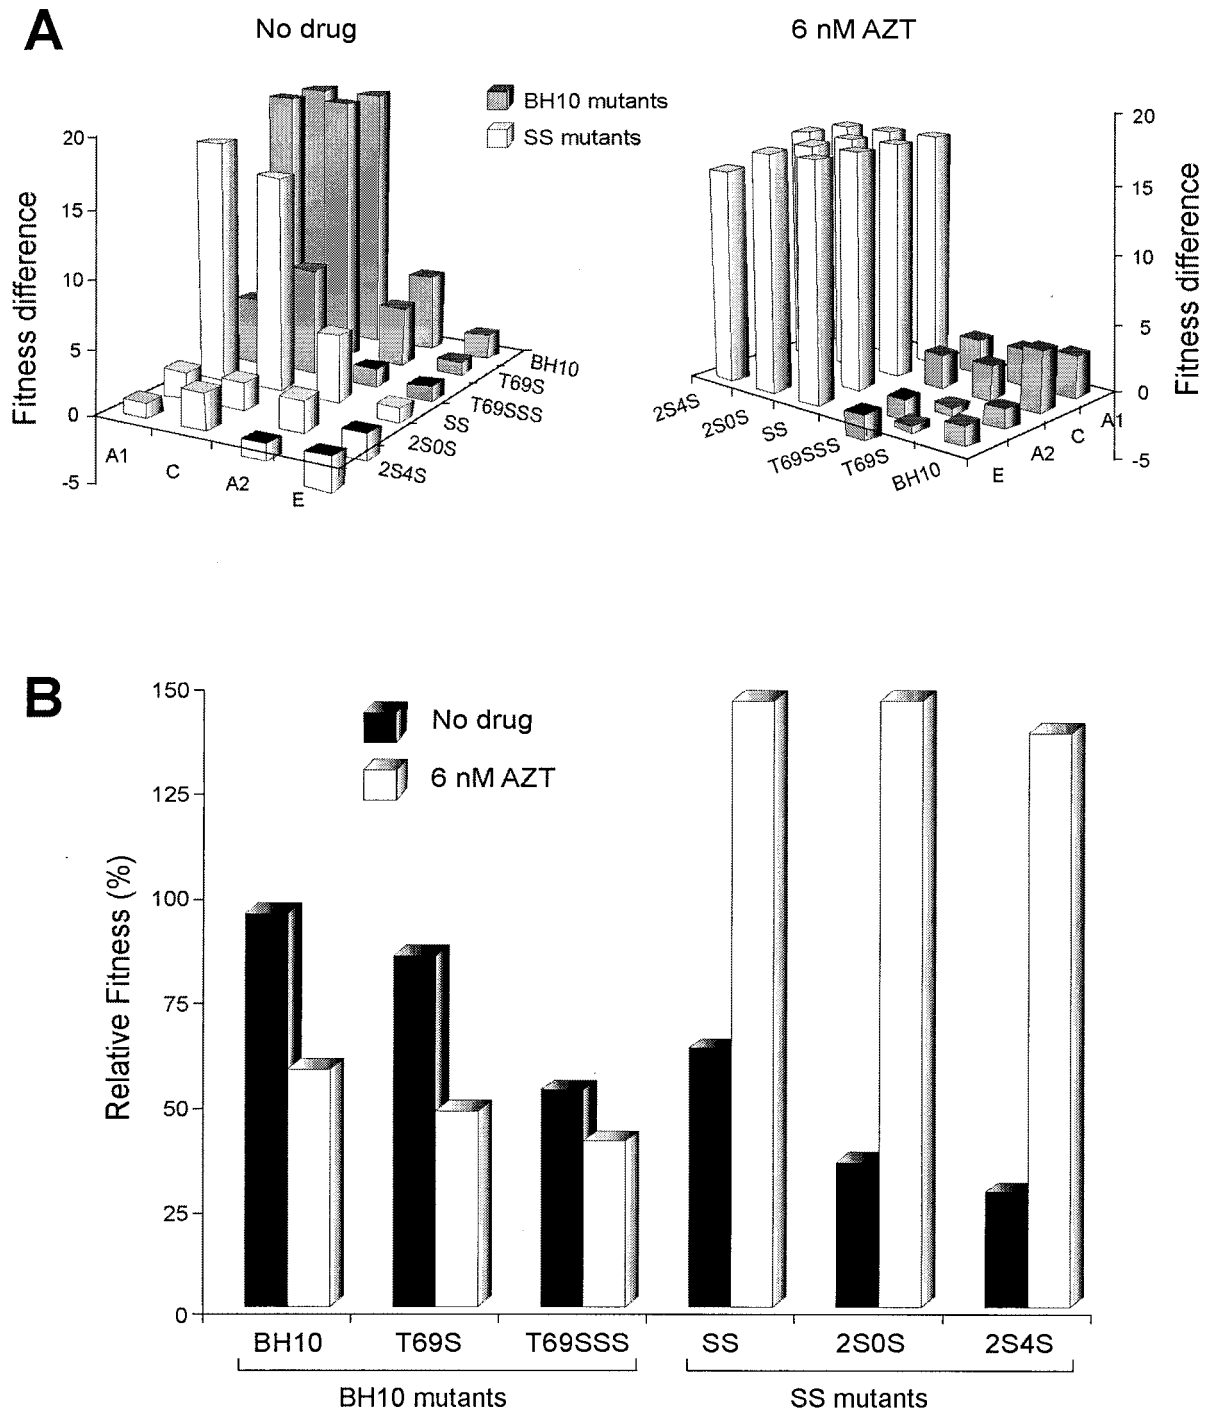 A
No drug
6 nM AZT
BH10 mutants
SS mutants
Fitness difference
20
15
10
5
0
-5
A1
C
A2
E
BH10
T69S
T69SSS
SS
2S0S
2S4S
2S4S
2S0S
SS
T69SSS
T69S
BH10
E
A2
C
A1
20
15
10
5
0
-5
Fitness difference
B
No drug
6 nM AZT
Relative Fitness (%)
150
125
100
75
50
25
0
BH10 T69S T69SSS SS 2S0S 2S4S
BH10 mutants SS mutants